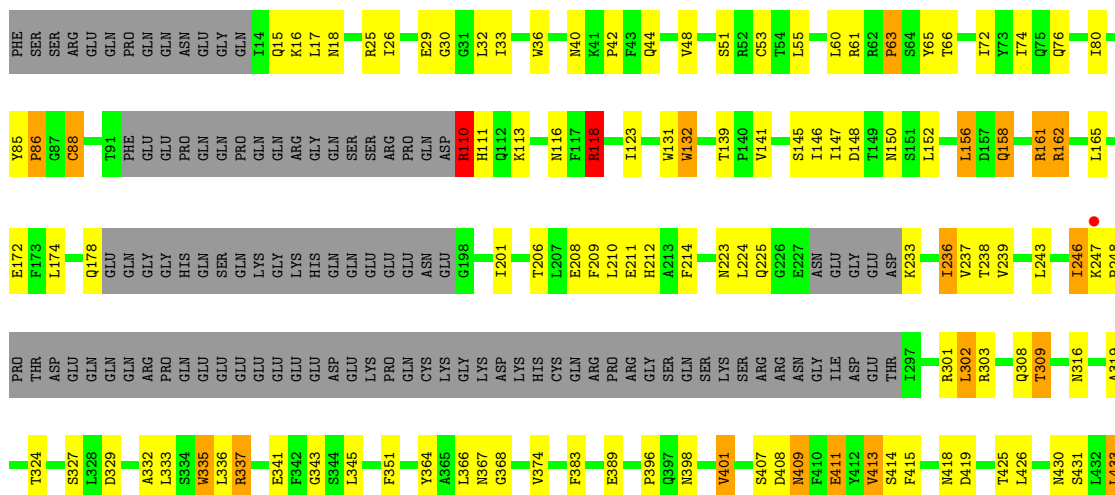 PHE SER SER ARG GLU GLN PRO GLN GLN ASN GLU GLY GLN I14 Q15 K16 L17 N18 R25 I26 E29 G30 G31 L32 I33 W36 N40 K41 P42 F43 Q44 V48 S51 R52 C53 T54 L55 L60 R61 R62 P63 S64 Y65 T66 I72 Y73 I74 Q75 Q76 I80
Y85 P86 G87 C88 T91 PHE GLU GLU PRO GLN GLN GLN GLN GLN ARG GLY GLN SER SER ARG PRO GLN ASP R110 H111 Q112 K113 N116 F117 R118 I123 W131 W132 T139 P140 V141 S145 I146 I147 D148 T149 N150 S151 L152 L156 D157 Q158 R161 R162 L165
E172 F173 L174 Q178 GLU GLN GLY GLY HIS GLN SER GLN LYS GLY LYS HIS GLN GLN GLU GLU GLU ASN GLU G198 I201 T206 L207 E208 F209 L210 E211 H212 A213 F214 N223 L224 Q225 G226 E227 ASN GLU GLY GLU ASP K233 I236 V237 T238 V239 L243 I246 K247 R248
PRO THR ASP GLU GLN GLN GLN ARG PRO GLN GLU GLU GLU GLU GLU GLU GLU ASP GLU LYS PRO GLN CYS LYS GLY LYS ASP LYS HIS CYS GLN ARG PRO ARG GLY SER GLN SER LYS SER ARG ARG ASN GLY ILE ASP GLU THR I297 R301 L302 R303 Q308 T309 N316 A319
T324 S327 L328 D329 A332 L333 S334 W335 L336 R337 E341 F342 G343 S344 L345 F351 Y364 A365 L366 N367 G368 V374 F383 E389 P396 Q397 N398 V401 S407 D408 N409 F410 E411 Y412 V413 S414 F415 N418 D419 T425 L426 N430 S431 L432